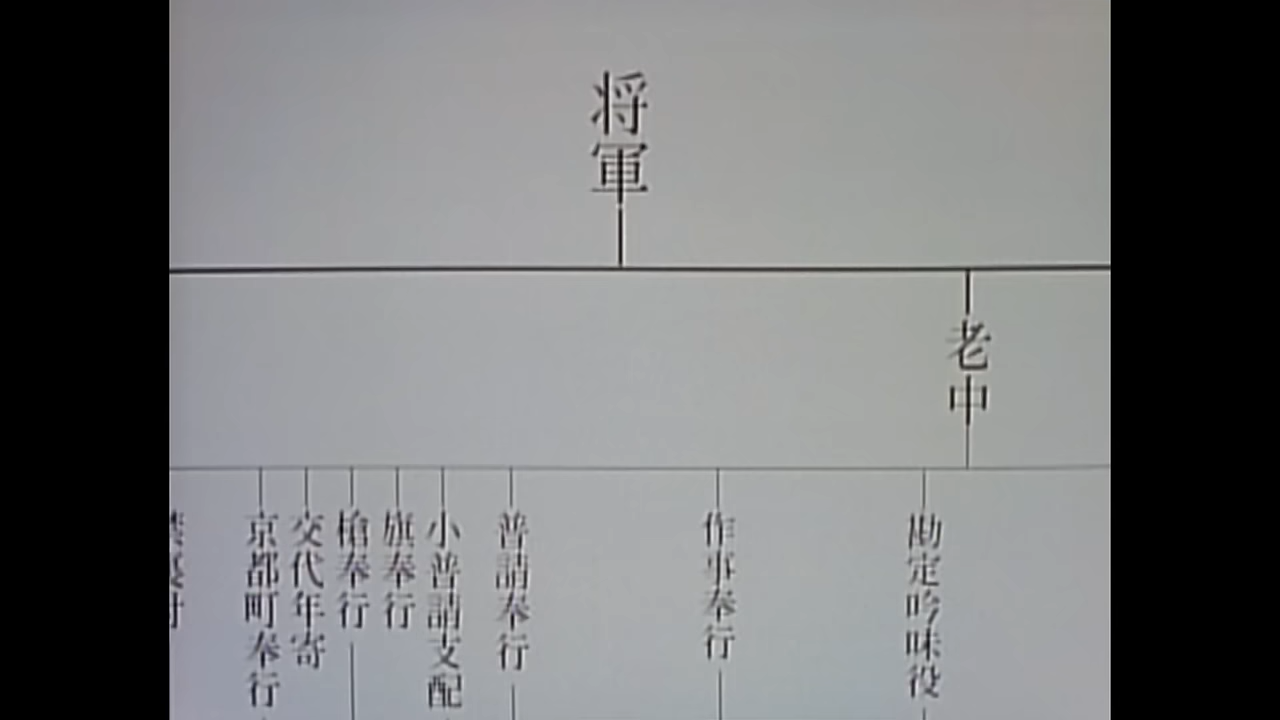 将軍
老中
勘定吟味役
作事奉行
普請奉行
小普請支配
旗奉行
槍奉行
交代年寄
京都町奉行